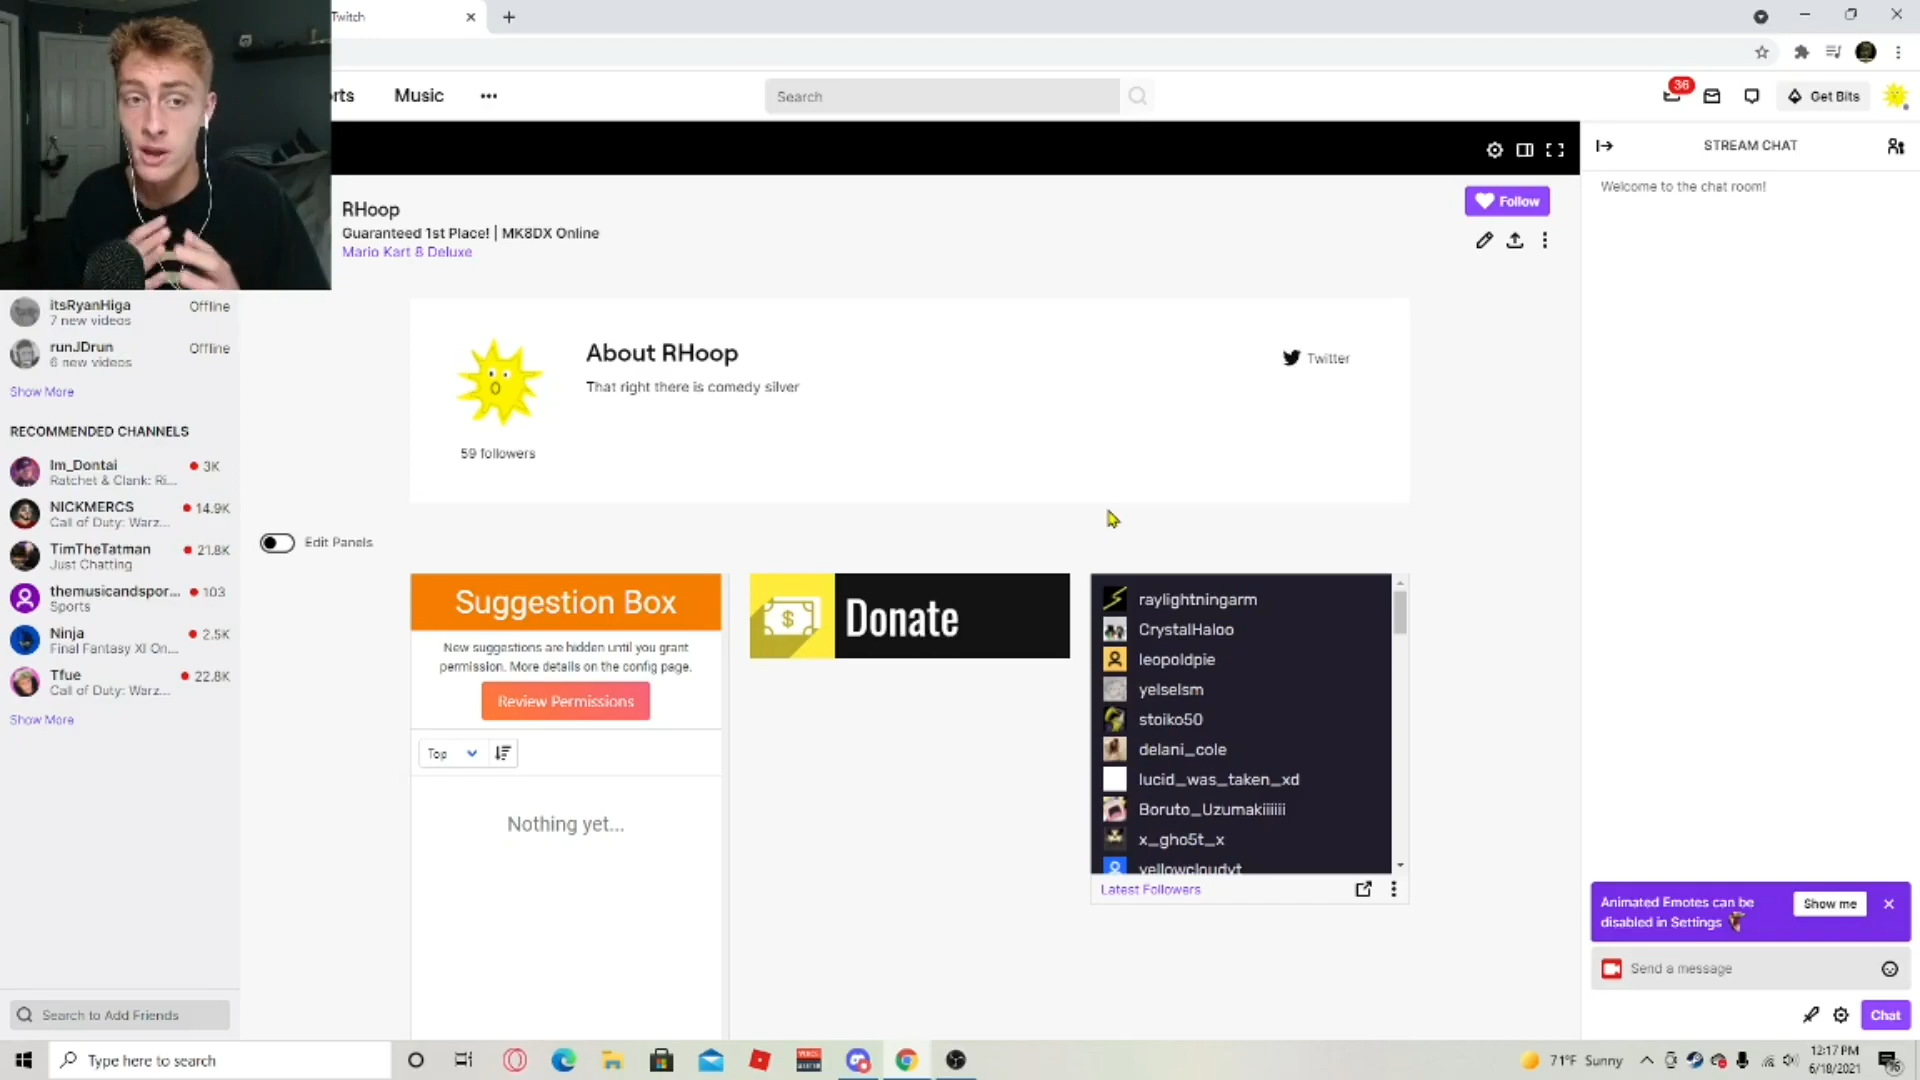 Twitch
rts
Music
Search
36
Get Bits
STREAM CHAT
Welcome to the chat room!
RHoop
Guaranteed 1st Place! | MK8DX Online
Mario Kart 8 Deluxe
Follow
itsRyanHiga
Offline
7 new videos
runJDrun
Offline
6 new videos
Show More
RECOMMENDED CHANNELS
Im_Dontai
3K
Ratchet & Clank: Ri...
NICKMERCS
14.9K
Call of Duty: Warz...
TimTheTatman
21.8K
Just Chatting
themusicandspor...
103
Sports
Ninja
2.5K
Final Fantasy XI On...
Tfue
22.8K
Call of Duty: Warz...
Show More
Search to Add Friends
About RHoop
That right there is comedy silver
Twitter
59 followers
Edit Panels
Suggestion Box
New suggestions are hidden until you grant
permission. More details on the config page.
Review Permissions
Top
Nothing yet...
$
Donate
raylightningarm
CrystalHaloo
leopoldpie
yelselsm
stoiko50
delani_cole
lucid_was_taken_xd
Boruto_Uzumakiiiiii
x_gho5t_x
yellowcloudyt
Latest Followers
Animated Emotes can be
disabled in Settings
Show me
Send a message
Chat
Type here to search
71°F Sunny
12:17 PM
6/18/2021